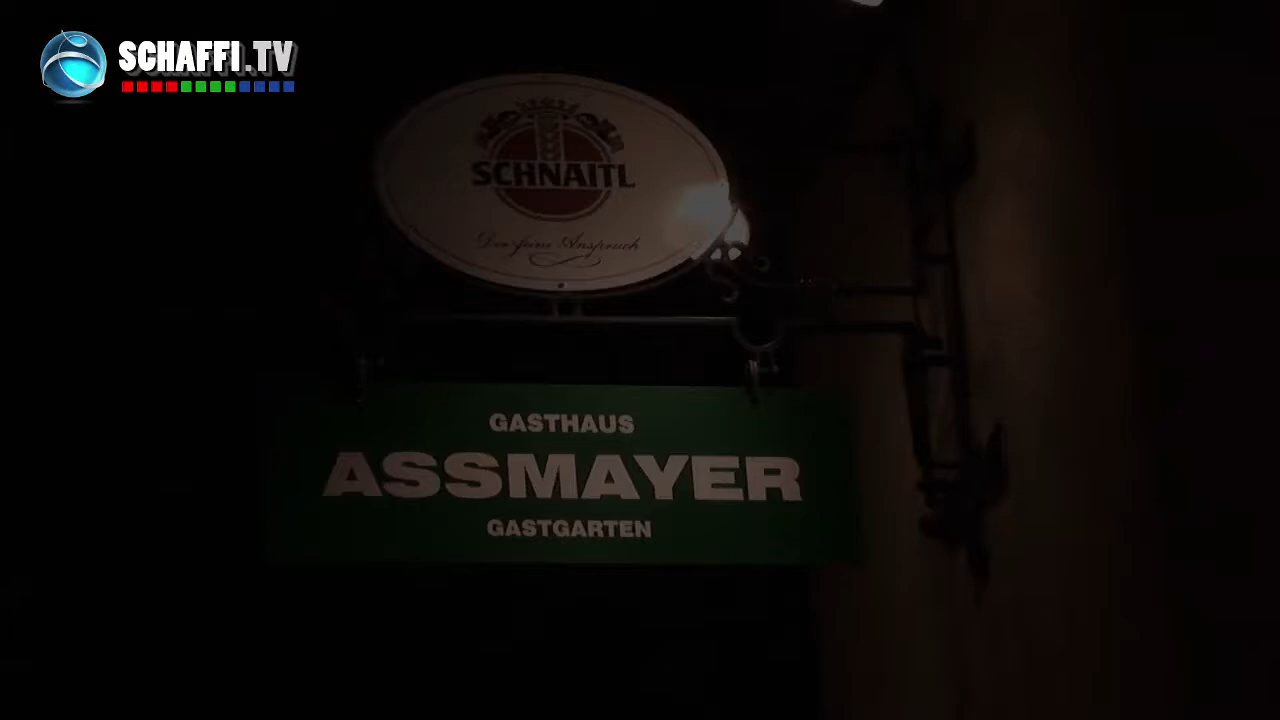 SCHAFFI.TV
SCHNAITL
Der feine Anspruch
GASTHAUS
ASSMAYER
GASTGARTEN